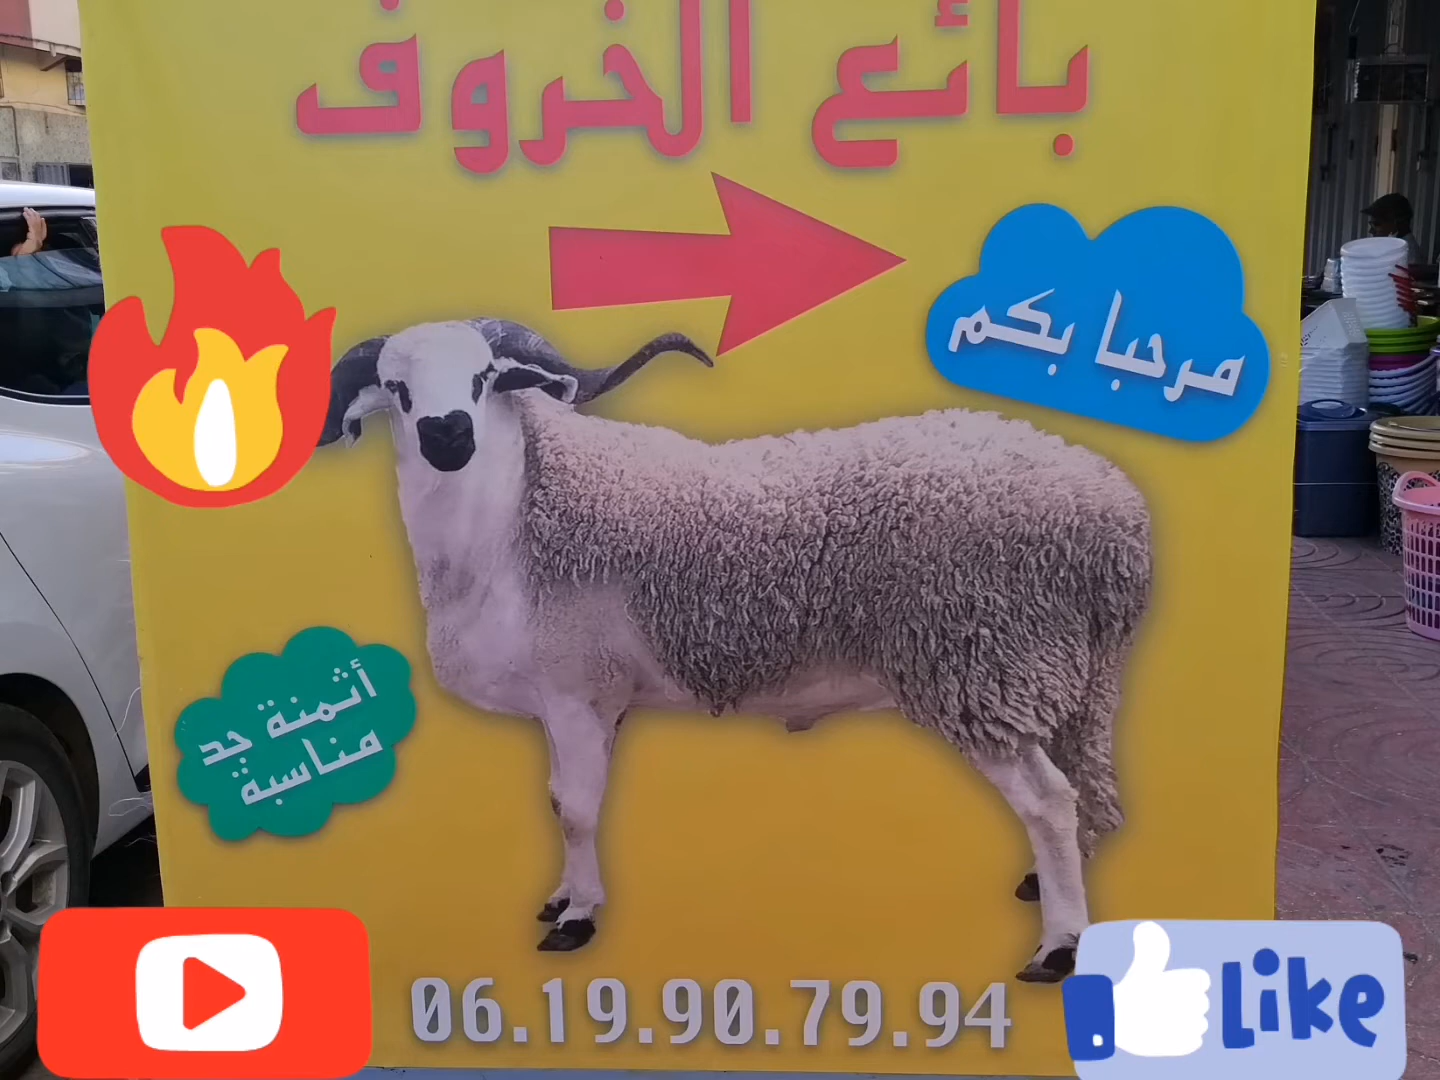 بائع الخروف
مرحبا بكم
أثمنة جد
مناسبة
06.19.90.79.94
Like